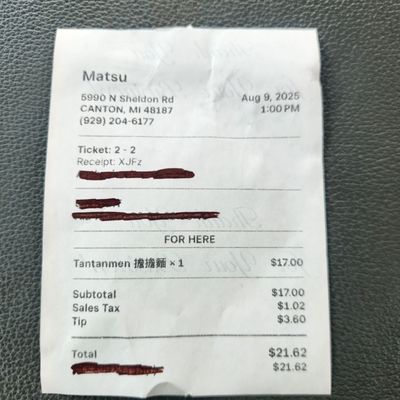 Matsu
5990 N Sheldon Rd Aug 9, 2025
CANTON, MI 48187 1:00 PM
(929) 204-6177
Ticket: 2 - 2
Receipt: XJFz
FOR HERE
Tantanmen 擔擔麵 × 1 $17.00
Subtotal $17.00
Sales Tax $1.02
Tip $3.60
Total $21.62
$21.62